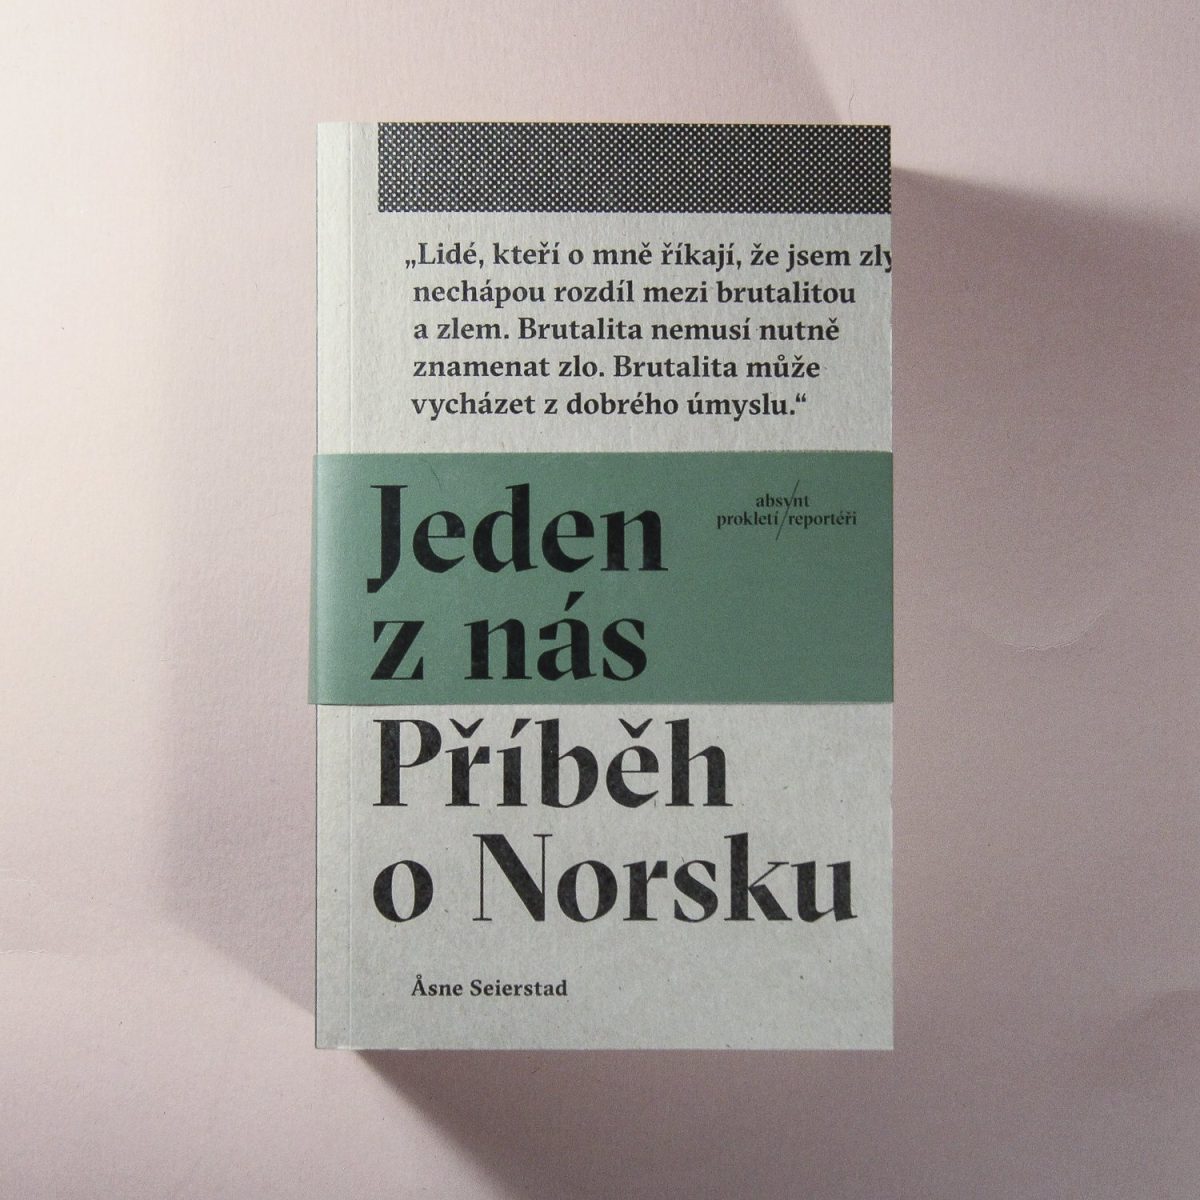 „Lidé, kteří o mně říkají, že jsem zly
nechápou rozdíl mezi brutalitou
a zlem. Brutalita nemusí nutně
znamenat zlo. Brutalita může
vycházet z dobrého úmyslu.“
Jeden
z nás
absynt
prokletí/reportéři
Příběh
o Norsku
Åsne Seierstad